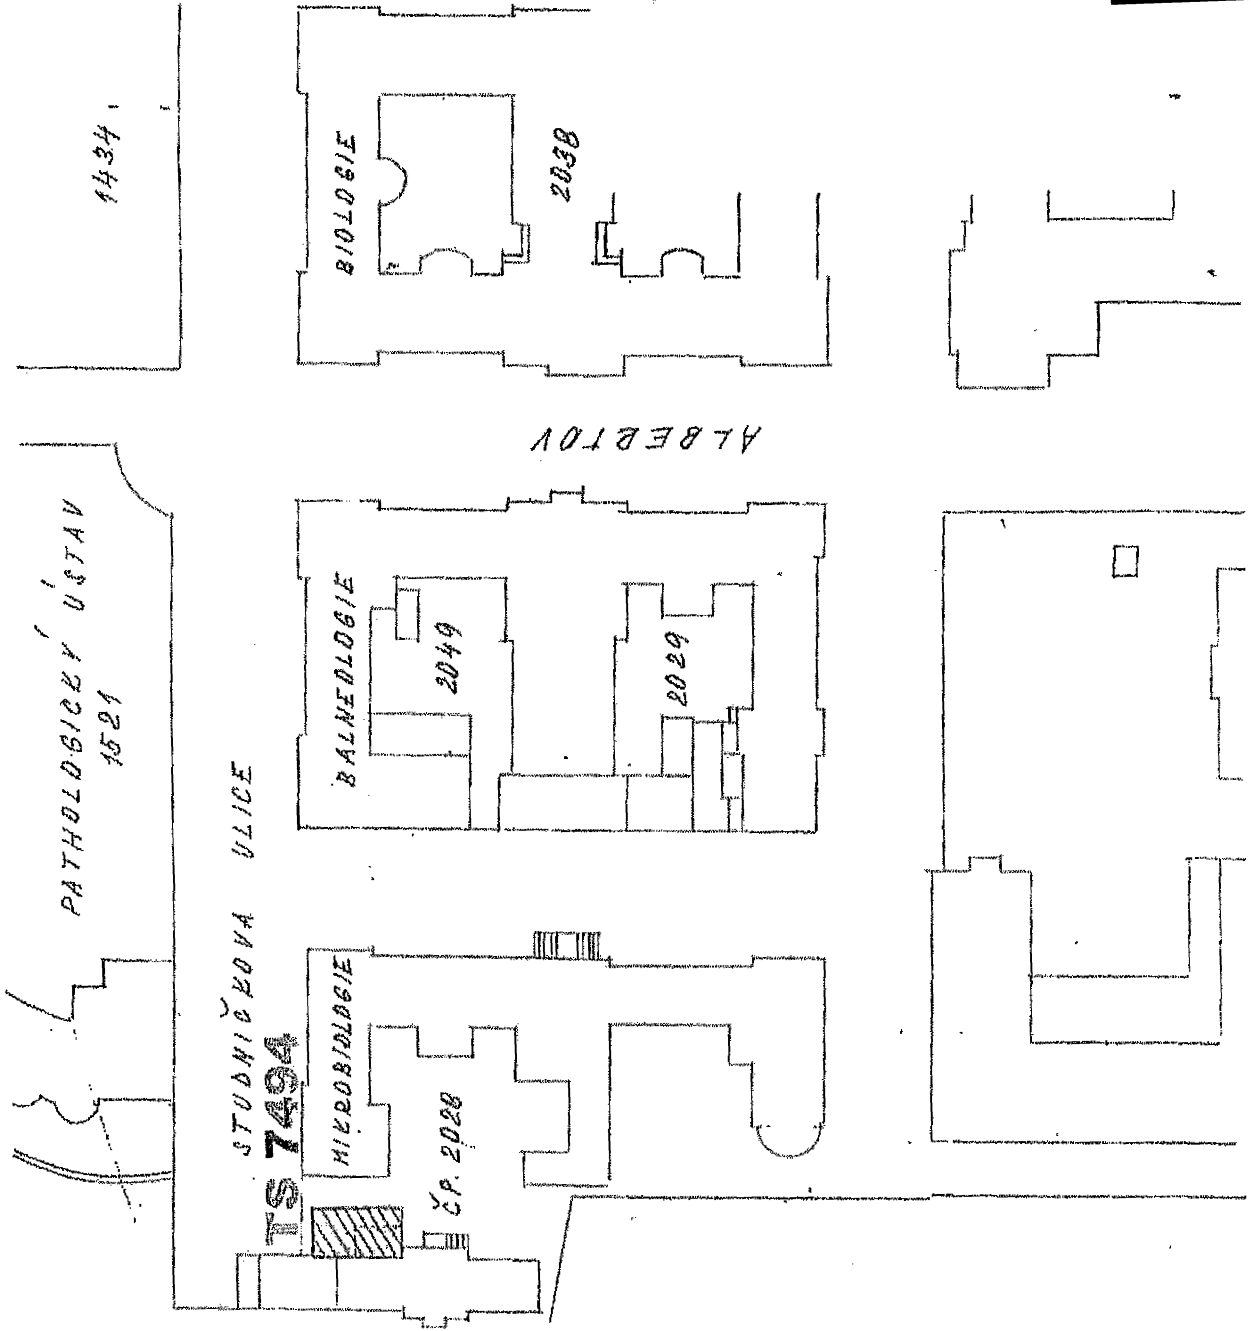 1434
BIOLOGIE
2038
ALBERTOV
PATHOLOGICKÝ ÚSTAV
1521
BALNEOLOGIE
2049
2029
STUDNIČKOVA ULICE
TS 7494
MIKROBIOLOGIE
ČP. 2028